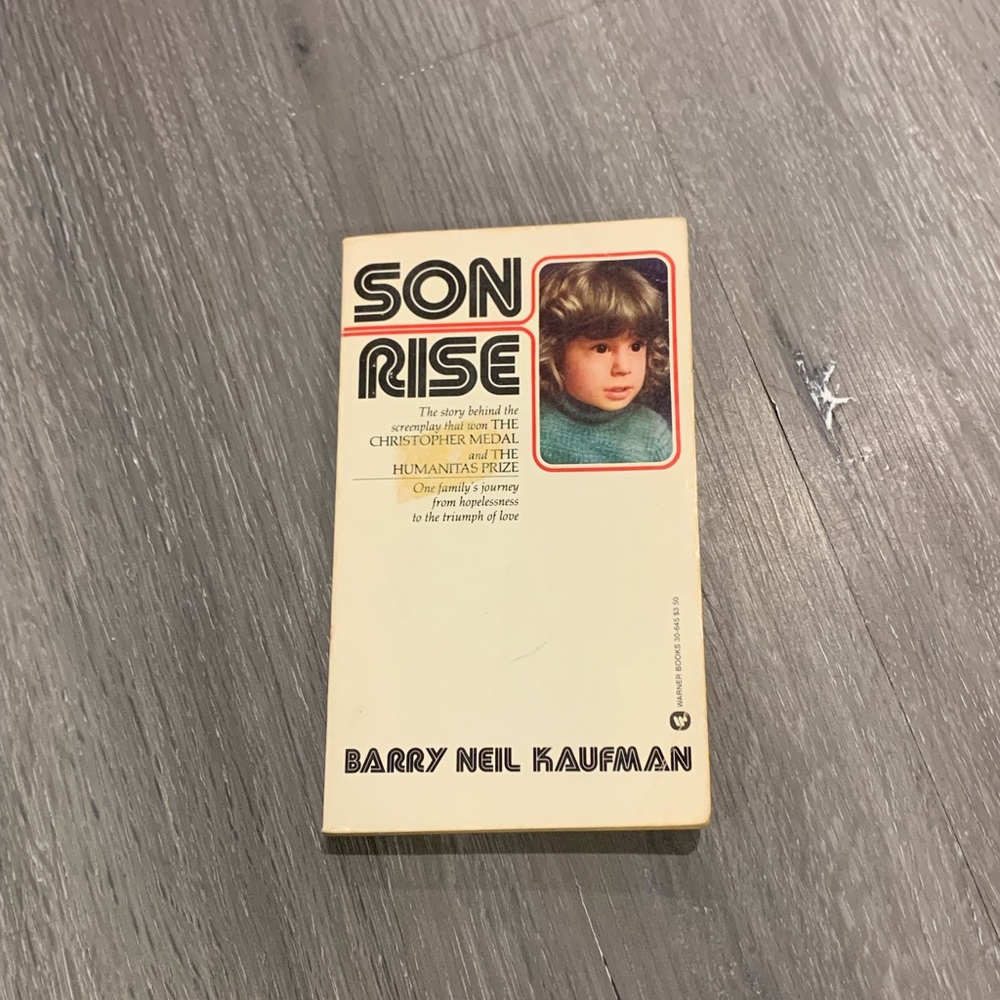 SON
RISE
The story behind the
screenplay that won THE
CHRISTOPHER MEDAL
and THE
HUMANITAS PRIZE
One family's journey
from hopelessness
to the triumph of love
WARNER BOOKS 30-645 $3.50
BARRY NEIL KAUFMAN